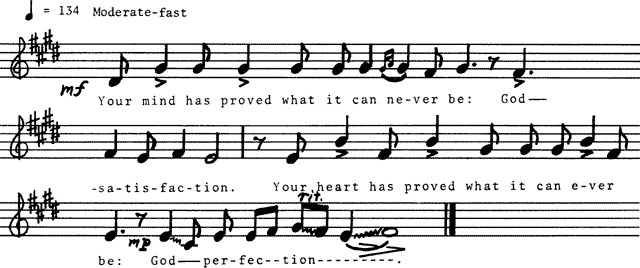 = 134 Moderate-fast
mf
Your mind has proved what it can ne-ver be: God—
-sa-tis-fac-tion. Your heart has proved what it can e-ver
rit.
mp
be: God—per-fec--tion---------.